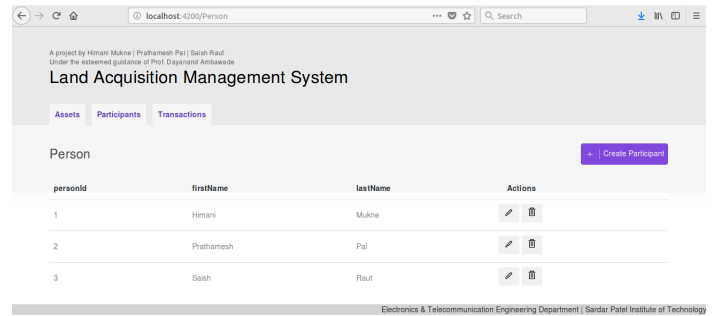 localhost:4200/Person
Search
A project by Himani Mukne | Prathamesh Pai | Saish Raut
Under the esteemed guidance of Prof. Dayanand Ambawade
Land Acquisition Management System
Assets Participants Transactions
Person
+ | Create Participant
personId firstName lastName Actions
1 Himani Mukne
2 Prathamesh Pai
3 Saish Raut
Electronics & Telecommunication Engineering Department | Sardar Patel Institute of Technology